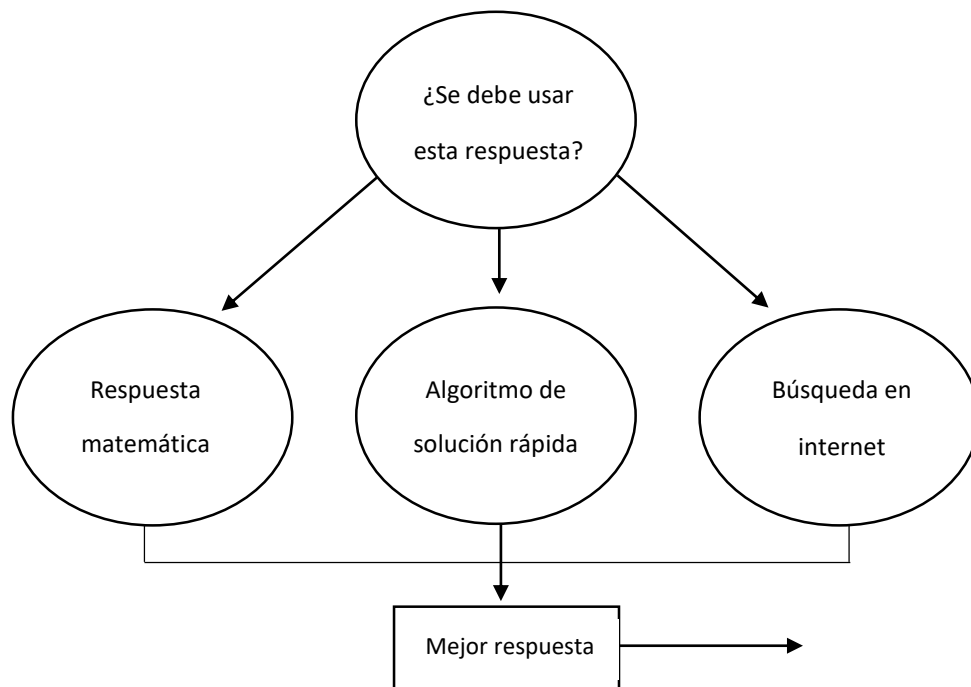 ¿Se debe usar
esta respuesta?
Respuesta
matemática
Algoritmo de
solución rápida
Búsqueda en
internet
Mejor respuesta